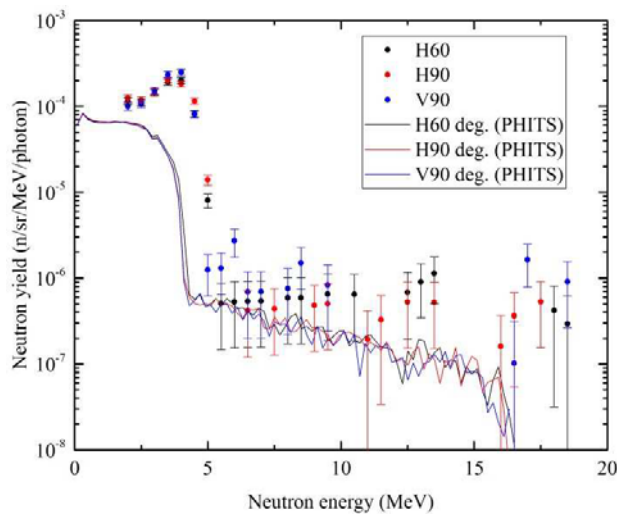 10⁻³
10⁻⁴
10⁻⁵
10⁻⁶
10⁻⁷
10⁻⁸
Neutron yield (n/sr/MeV/photon)
H60
H90
V90
H60 deg. (PHITS)
H90 deg. (PHITS)
V90 deg. (PHITS)
0 5 10 15 20
Neutron energy (MeV)